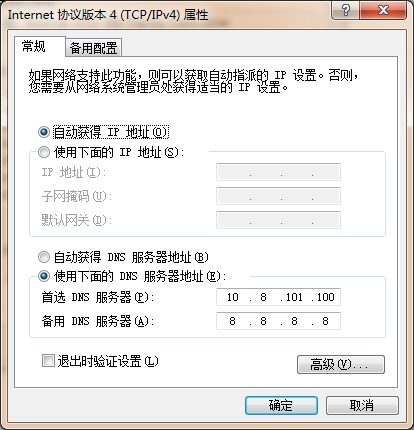 Internet 协议版本 4 (TCP/IPv4) 属性
常规 备用配置
如果网络支持此功能，则可以获取自动指派的 IP 设置。否则，
您需要从网络系统管理员处获得适当的 IP 设置。
自动获得 IP 地址(O)
使用下面的 IP 地址(S):
IP 地址(I): . . .
子网掩码(U): . . .
默认网关(D): . . .
自动获得 DNS 服务器地址(B)
使用下面的 DNS 服务器地址(E):
首选 DNS 服务器(P): 10 . 8 . 101 . 100
备用 DNS 服务器(A): 8 . 8 . 8 . 8
退出时验证设置(L)
高级(V)...
确定 取消